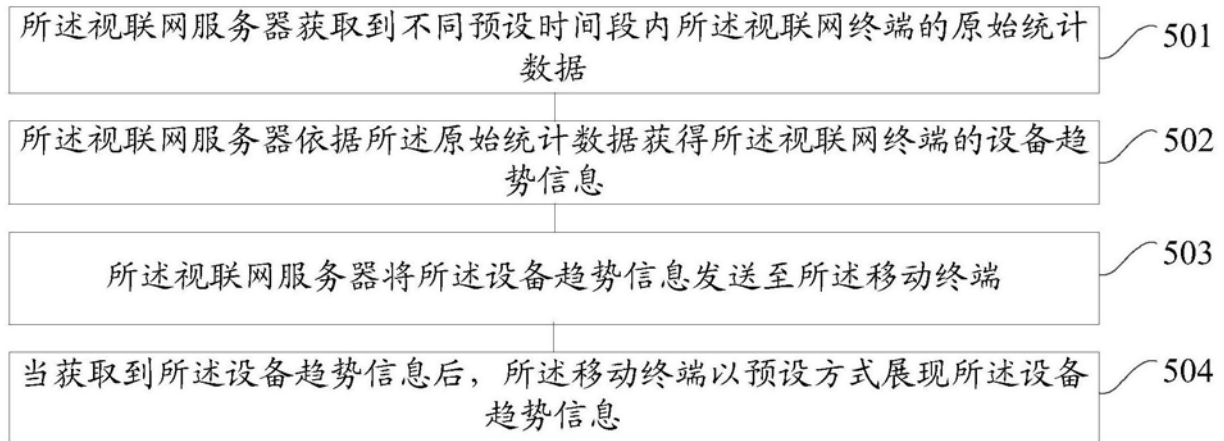 所述视联网服务器获取到不同预设时间段内所述视联网终端的原始统计
数据
501
所述视联网服务器依据所述原始统计数据获得所述视联网终端的设备趋
势信息
502
所述视联网服务器将所述设备趋势信息发送至所述移动终端
503
当获取到所述设备趋势信息后，所述移动终端以预设方式展现所述设备
趋势信息
504